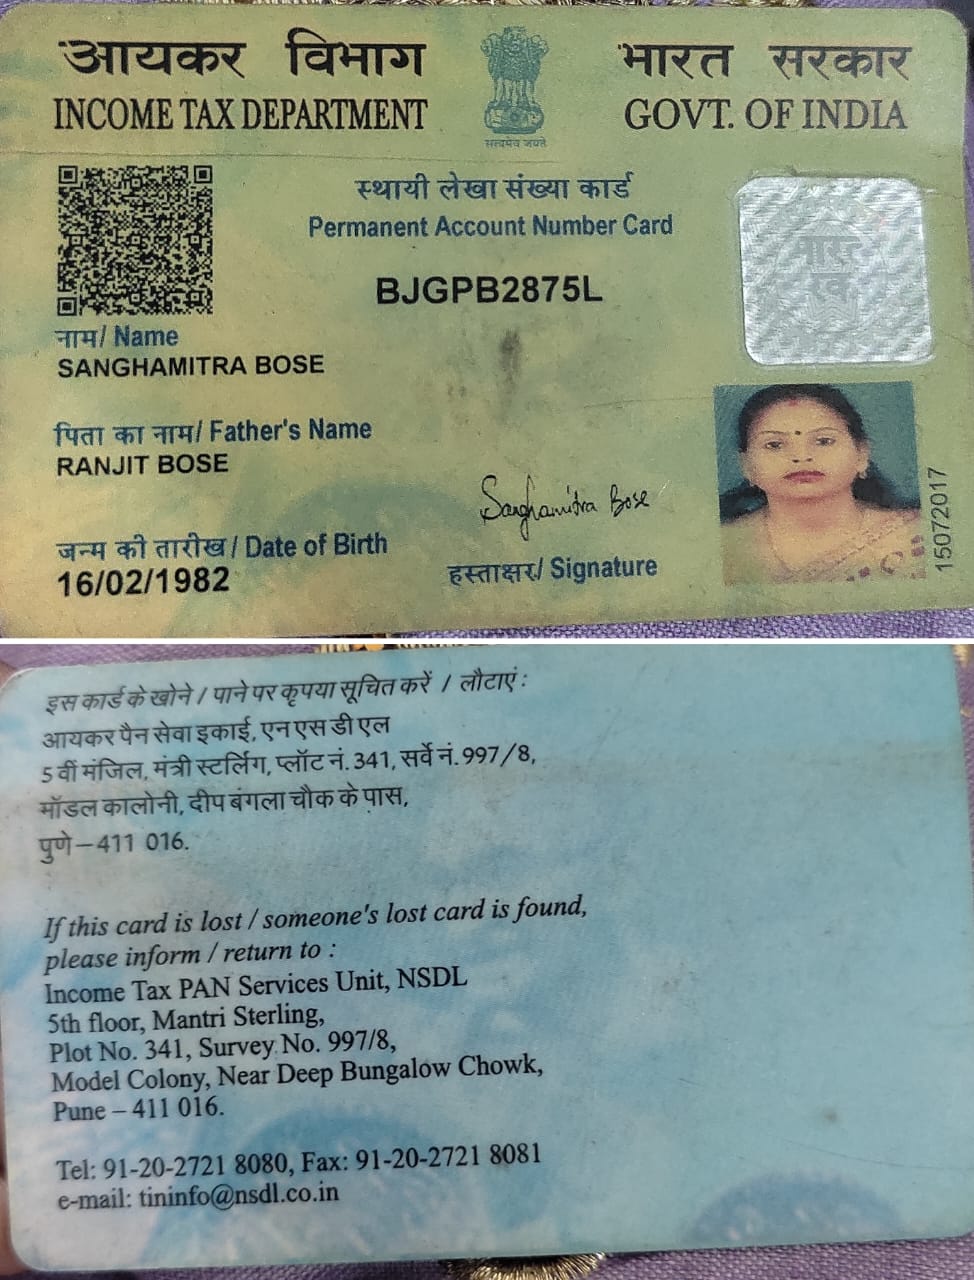 आयकर विभाग
INCOME TAX DEPARTMENT
सत्यमेव जयते
भारत सरकार
GOVT. OF INDIA
स्थायी लेखा संख्या कार्ड
Permanent Account Number Card
BJGPB2875L
नाम/ Name
SANGHAMITRA BOSE
पिता का नाम/ Father's Name
RANJIT BOSE
जन्म की तारीख / Date of Birth
16/02/1982
Sanghamitra Bose
हस्ताक्षर/ Signature
15072017
इस कार्ड के खोने / पाने पर कृपया सूचित करें / लौटाएं :
आयकर पैन सेवा इकाई, एन एस डी एल
5 वीं मंजिल, मंत्री स्टर्लिंग, प्लॉट नं. 341, सर्वे नं. 997/8,
मॉडल कालोनी, दीप बंगला चौक के पास,
पुणे – 411 016.
If this card is lost / someone's lost card is found,
please inform / return to :
Income Tax PAN Services Unit, NSDL
5th floor, Mantri Sterling,
Plot No. 341, Survey No. 997/8,
Model Colony, Near Deep Bungalow Chowk,
Pune – 411 016.
Tel: 91-20-2721 8080, Fax: 91-20-2721 8081
e-mail: tininfo@nsdl.co.in